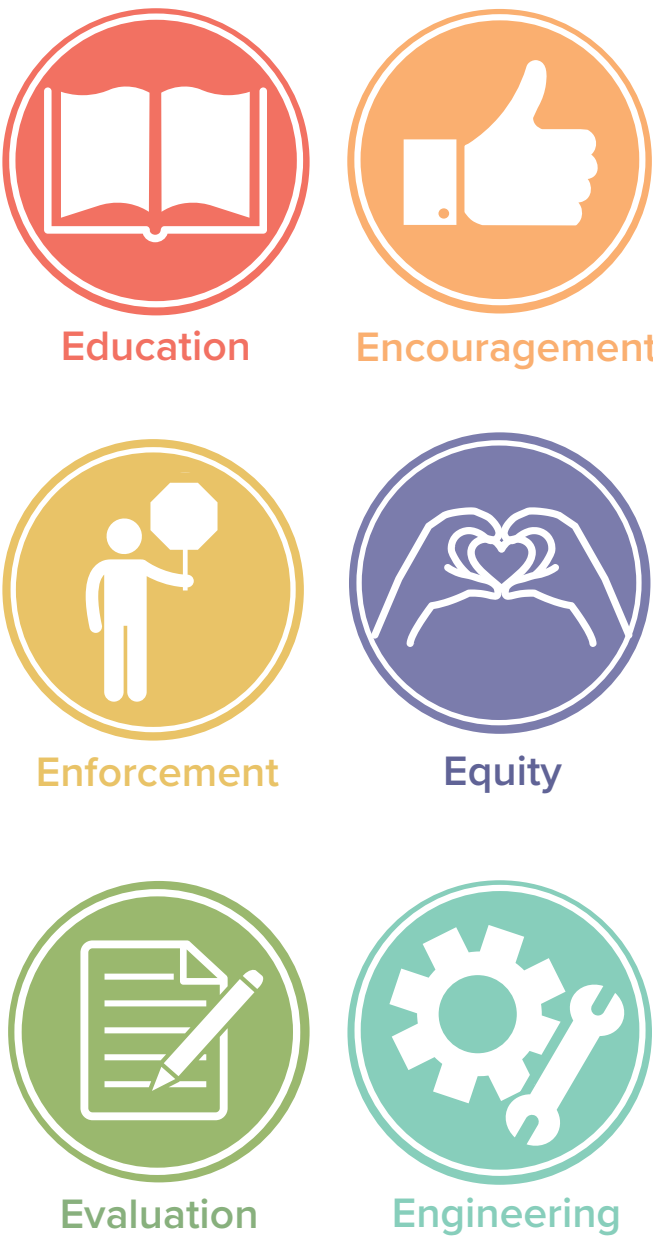 Education
Encouragement
Enforcement
Equity
Evaluation
Engineering